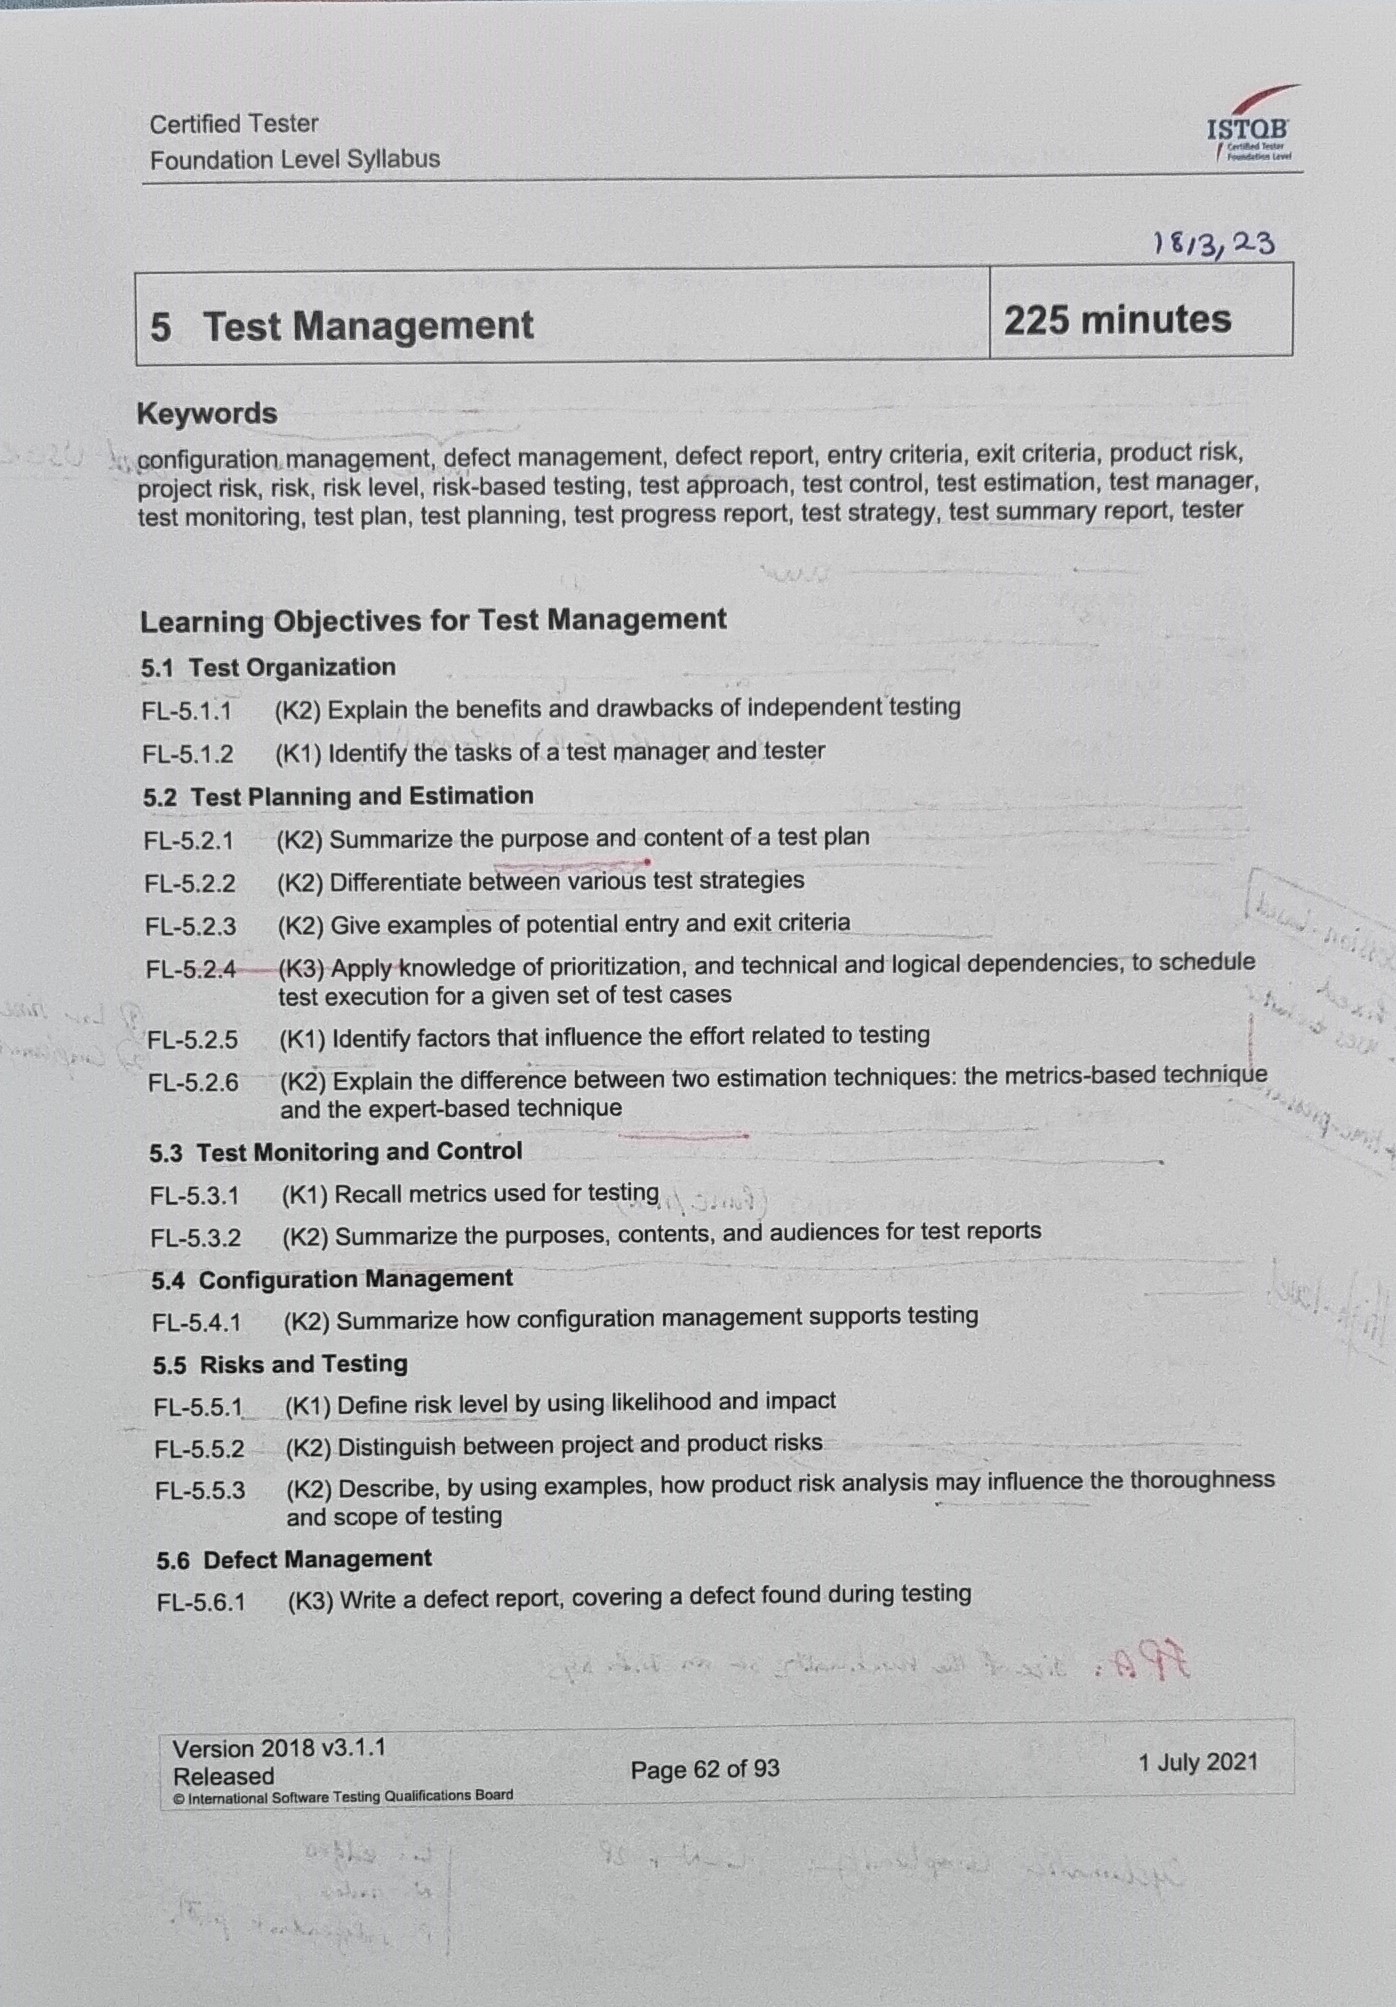 Certified Tester
Foundation Level Syllabus
ISTQB
Certified Tester
Foundation Level
18/3/23
5 Test Management
225 minutes
Keywords
configuration management, defect management, defect report, entry criteria, exit criteria, product risk,
project risk, risk, risk level, risk-based testing, test approach, test control, test estimation, test manager,
test monitoring, test plan, test planning, test progress report, test strategy, test summary report, tester
Learning Objectives for Test Management
5.1 Test Organization
FL-5.1.1 (K2) Explain the benefits and drawbacks of independent testing
FL-5.1.2 (K1) Identify the tasks of a test manager and tester
5.2 Test Planning and Estimation
FL-5.2.1 (K2) Summarize the purpose and content of a test plan
FL-5.2.2 (K2) Differentiate between various test strategies
FL-5.2.3 (K2) Give examples of potential entry and exit criteria
FL-5.2.4 (K3) Apply knowledge of prioritization, and technical and logical dependencies, to schedule
test execution for a given set of test cases
FL-5.2.5 (K1) Identify factors that influence the effort related to testing
FL-5.2.6 (K2) Explain the difference between two estimation techniques: the metrics-based technique
and the expert-based technique
5.3 Test Monitoring and Control
FL-5.3.1 (K1) Recall metrics used for testing
FL-5.3.2 (K2) Summarize the purposes, contents, and audiences for test reports
5.4 Configuration Management
FL-5.4.1 (K2) Summarize how configuration management supports testing
5.5 Risks and Testing
FL-5.5.1 (K1) Define risk level by using likelihood and impact
FL-5.5.2 (K2) Distinguish between project and product risks
FL-5.5.3 (K2) Describe, by using examples, how product risk analysis may influence the thoroughness
and scope of testing
5.6 Defect Management
FL-5.6.1 (K3) Write a defect report, covering a defect found during testing
Version 2018 v3.1.1
Released
© International Software Testing Qualifications Board
Page 62 of 93
1 July 2021